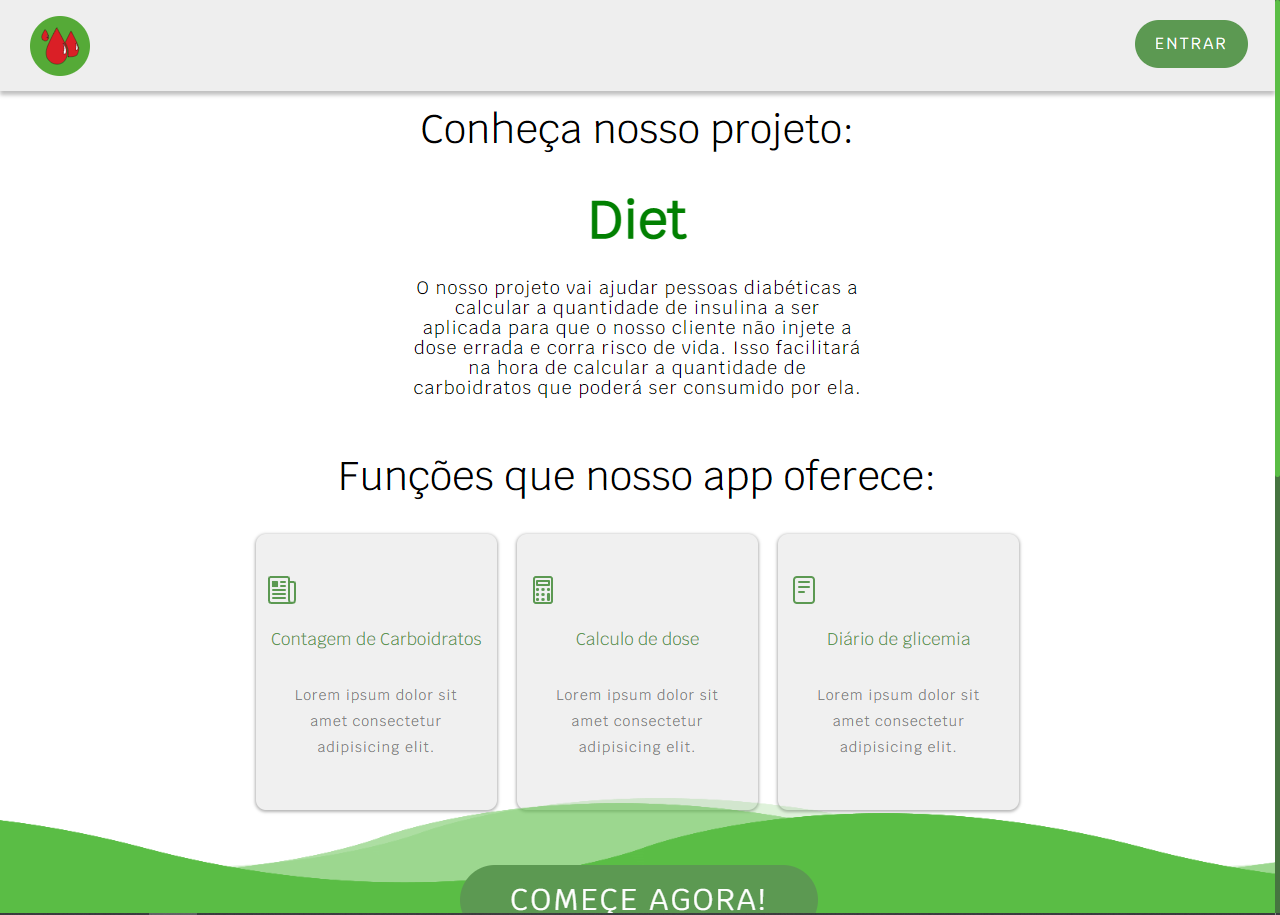 ENTRAR
Conheça nosso projeto:
Diet
O nosso projeto vai ajudar pessoas diabéticas a
calcular a quantidade de insulina a ser
aplicada para que o nosso cliente não injete a
dose errada e corra risco de vida. Isso facilitará
na hora de calcular a quantidade de
carboidratos que poderá ser consumido por ela.
Funções que nosso app oferece:
Contagem de Carboidratos
Lorem ipsum dolor sit
amet consectetur
adipisicing elit.
Calculo de dose
Lorem ipsum dolor sit
amet consectetur
adipisicing elit.
Diário de glicemia
Lorem ipsum dolor sit
amet consectetur
adipisicing elit.
COMEÇE AGORA!